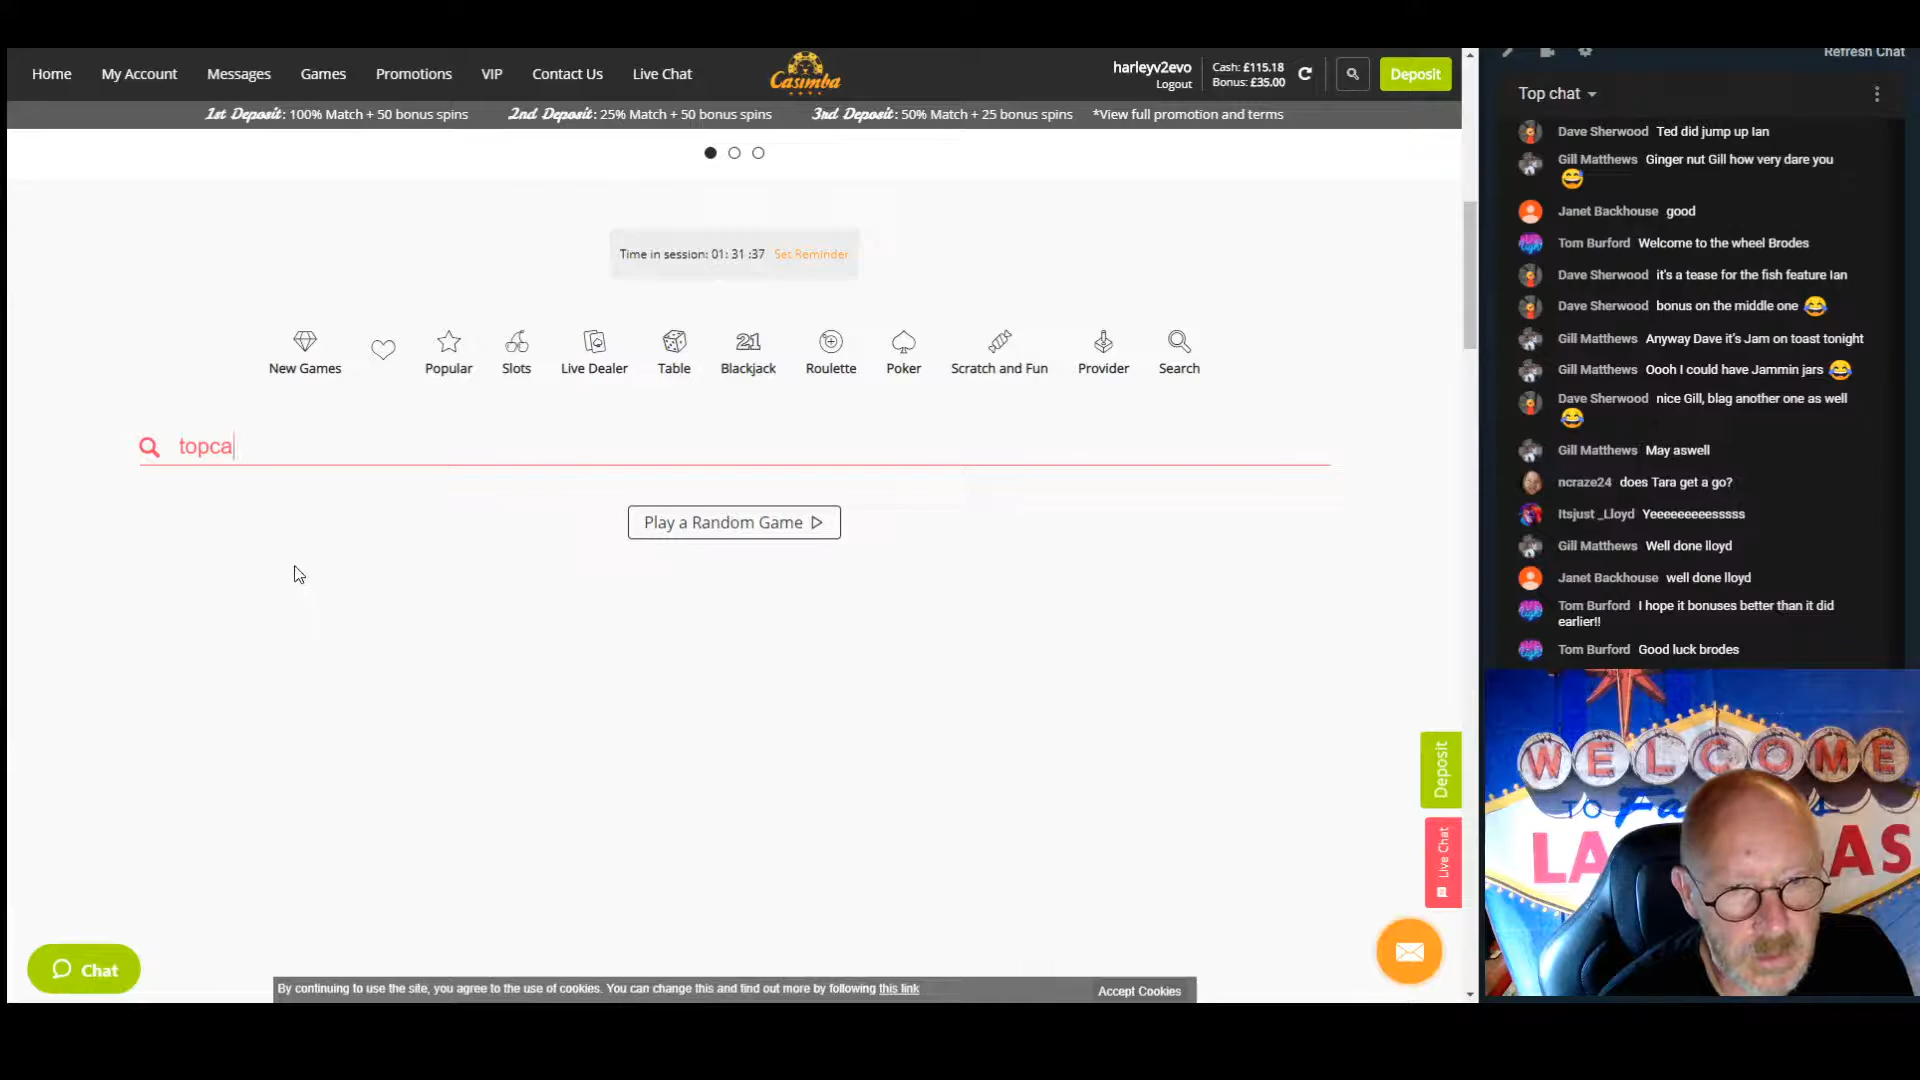 Home My Account Messages Games Promotions VIP Contact Us Live Chat
Casimba
harleyv2evo
Logout
Cash: £115.18
Bonus: £35.00
Deposit
1st Deposit: 100% Match + 50 bonus spins 2nd Deposit: 25% Match + 50 bonus spins 3rd Deposit: 50% Match + 25 bonus spins *View full promotion and terms
Time in session: 01: 31 :37 Set Reminder
New Games Popular Slots Live Dealer Table 21 Blackjack Roulette Poker Scratch and Fun Provider Search
topca
Play a Random Game
Deposit
Live Chat
Chat
By continuing to use the site, you agree to the use of cookies. You can change this and find out more by following this link
Accept Cookies
Refresh Chat
Top chat
Dave Sherwood Ted did jump up Ian
Gill Matthews Ginger nut Gill how very dare you
Janet Backhouse good
Tom Burford Welcome to the wheel Brodes
Dave Sherwood it's a tease for the fish feature Ian
Dave Sherwood bonus on the middle one
Gill Matthews Anyway Dave it's Jam on toast tonight
Gill Matthews Oooh I could have Jammin jars
Dave Sherwood nice Gill, blag another one as well
Gill Matthews May aswell
ncraze24 does Tara get a go?
Itsjust _Lloyd Yeeeeeeeesssss
Gill Matthews Well done lloyd
Janet Backhouse well done lloyd
Tom Burford I hope it bonuses better than it did
earlier!!
Tom Burford Good luck brodes
WELCOME
TO
LA
AS